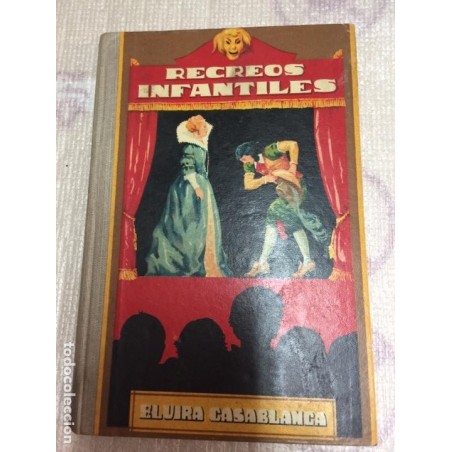 RECREOS
INFANTILES
ELVIRA CASABLANCA
todocoleccion